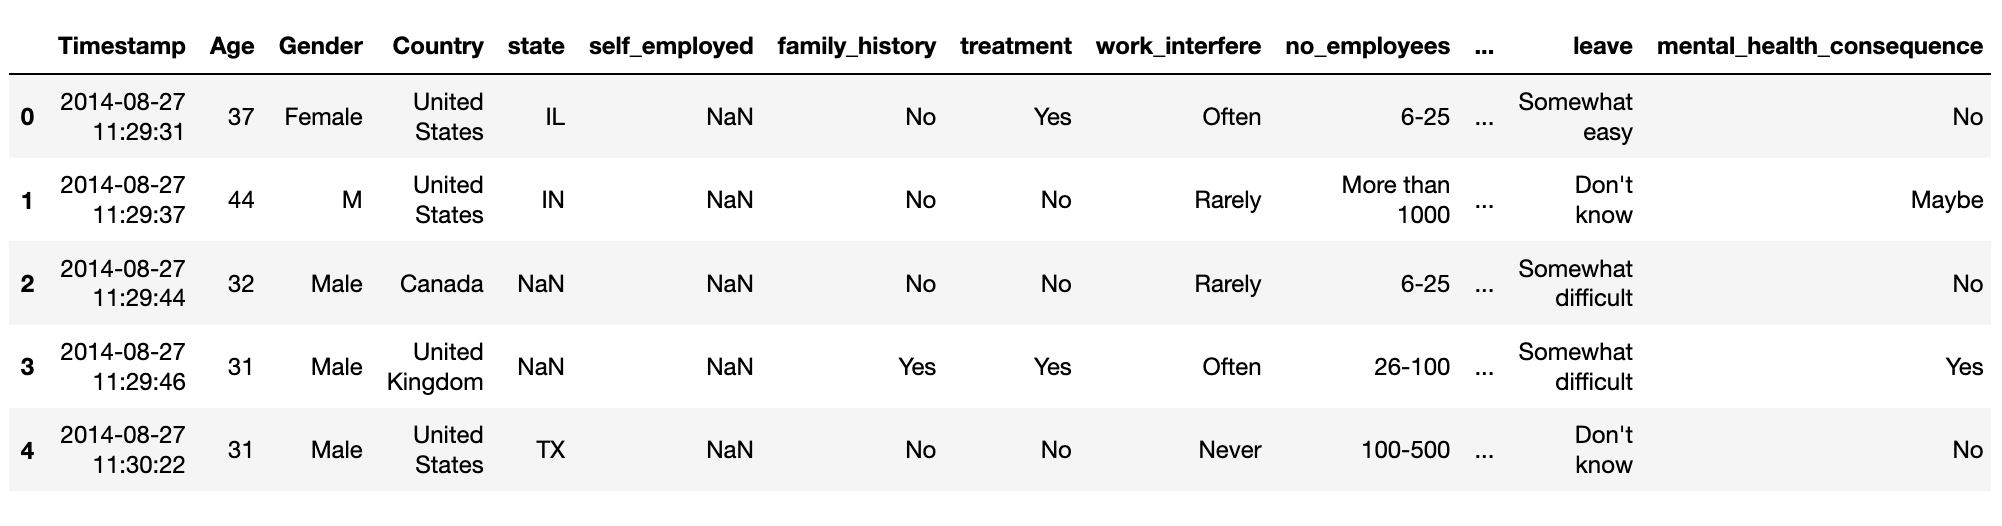 Timestamp Age Gender Country state self_employed family_history treatment work_interfere no_employees ... leave mental_health_consequence
0 2014-08-27 11:29:31 37 Female United States IL NaN No Yes Often 6-25 ... Somewhat easy No
1 2014-08-27 11:29:37 44 M United States IN NaN No No Rarely More than 1000 ... Don't know Maybe
2 2014-08-27 11:29:44 32 Male Canada NaN NaN No No Rarely 6-25 ... Somewhat difficult No
3 2014-08-27 11:29:46 31 Male United Kingdom NaN NaN Yes Yes Often 26-100 ... Somewhat difficult Yes
4 2014-08-27 11:30:22 31 Male United States TX NaN No No Never 100-500 ... Don't know No